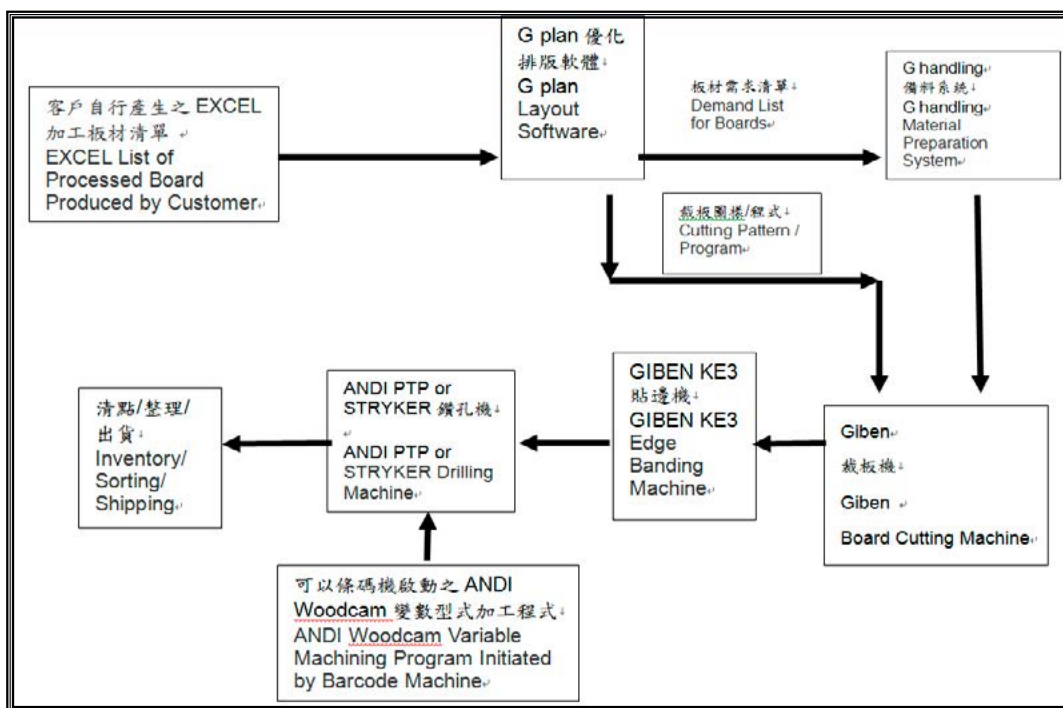 客戶自行產生之 EXCEL
加工板材清單
EXCEL List of
Processed Board
Produced by Customer
G plan 優化
排版軟體
G plan
Layout
Software
板材需求清單
Demand List
for Boards
G handling
備料系統
G handling
Material
Preparation
System
裁板圖樣/程式
Cutting Pattern /
Program
Giben
裁板機
Giben
Board Cutting Machine
GIBEN KE3
貼邊機
GIBEN KE3
Edge
Banding
Machine
ANDI PTP or
STRYKER 鑽孔機
ANDI PTP or
STRYKER Drilling
Machine
清點/整理/
出貨
Inventory/
Sorting/
Shipping
可以條碼機啟動之 ANDI
Woodcam 變數型式加工程式
ANDI Woodcam Variable
Machining Program Initiated
by Barcode Machine